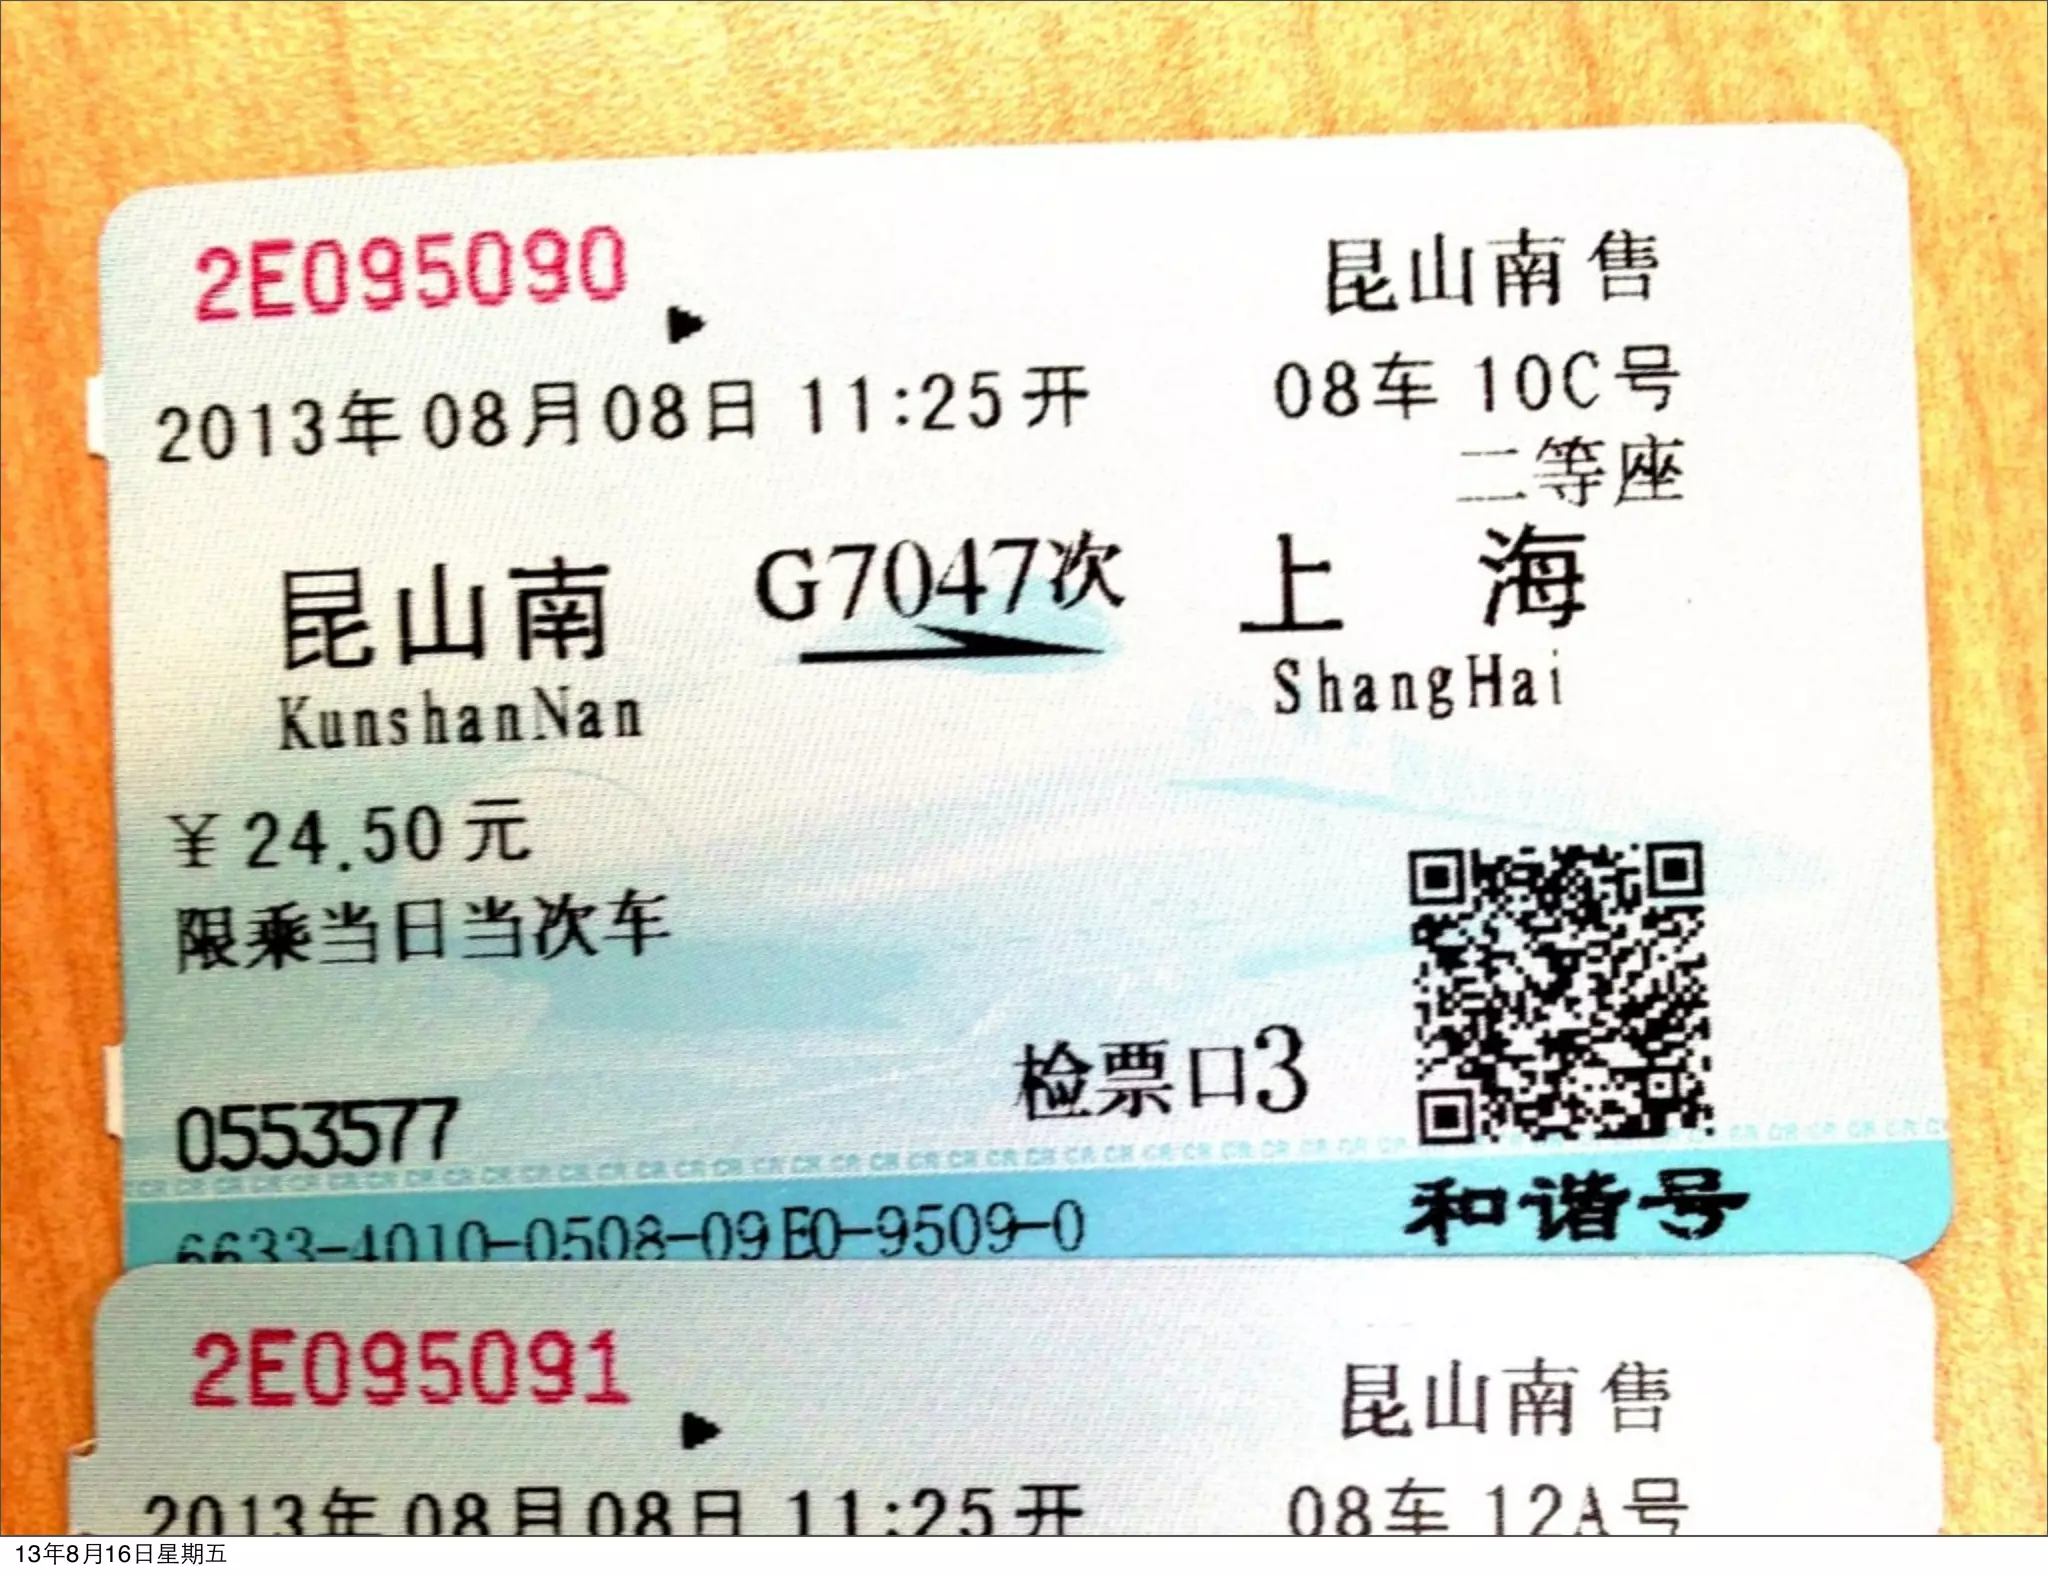 2E095090
昆山南 售
2013年08月08日 11:25开
08车 10C号
二等座
昆山南 G7047次 上 海
KunshanNan ShangHai
¥24.50元
限乘当日当次车
检票口3
0553577
6633-4010-0508-09E0-9509-0
和谐号
2E095091
昆山南 售
2013年08月08日 11:25开
08车 12A号
13年8月16日星期五